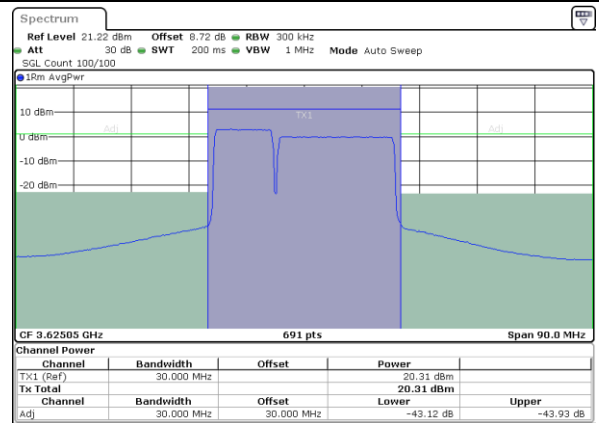 Spectrum
Ref Level 21.22 dBm Offset 8.72 dB RBW 300 kHz
Att 30 dB SWT 200 ms VBW 1 MHz Mode Auto Sweep
SGL Count 100/100
1Rm AvgPwr
TX1
10 dBm
Adj Adj
0 dBm
-10 dBm
-20 dBm
CF 3.62505 GHz 691 pts Span 90.0 MHz
Channel Power
Channel Bandwidth Offset Power
TX1 (Ref) 30.000 MHz 20.31 dBm
Tx Total 20.31 dBm
Channel Bandwidth Offset Lower Upper
Adj 30.000 MHz 30.000 MHz -43.12 dB -43.93 dB